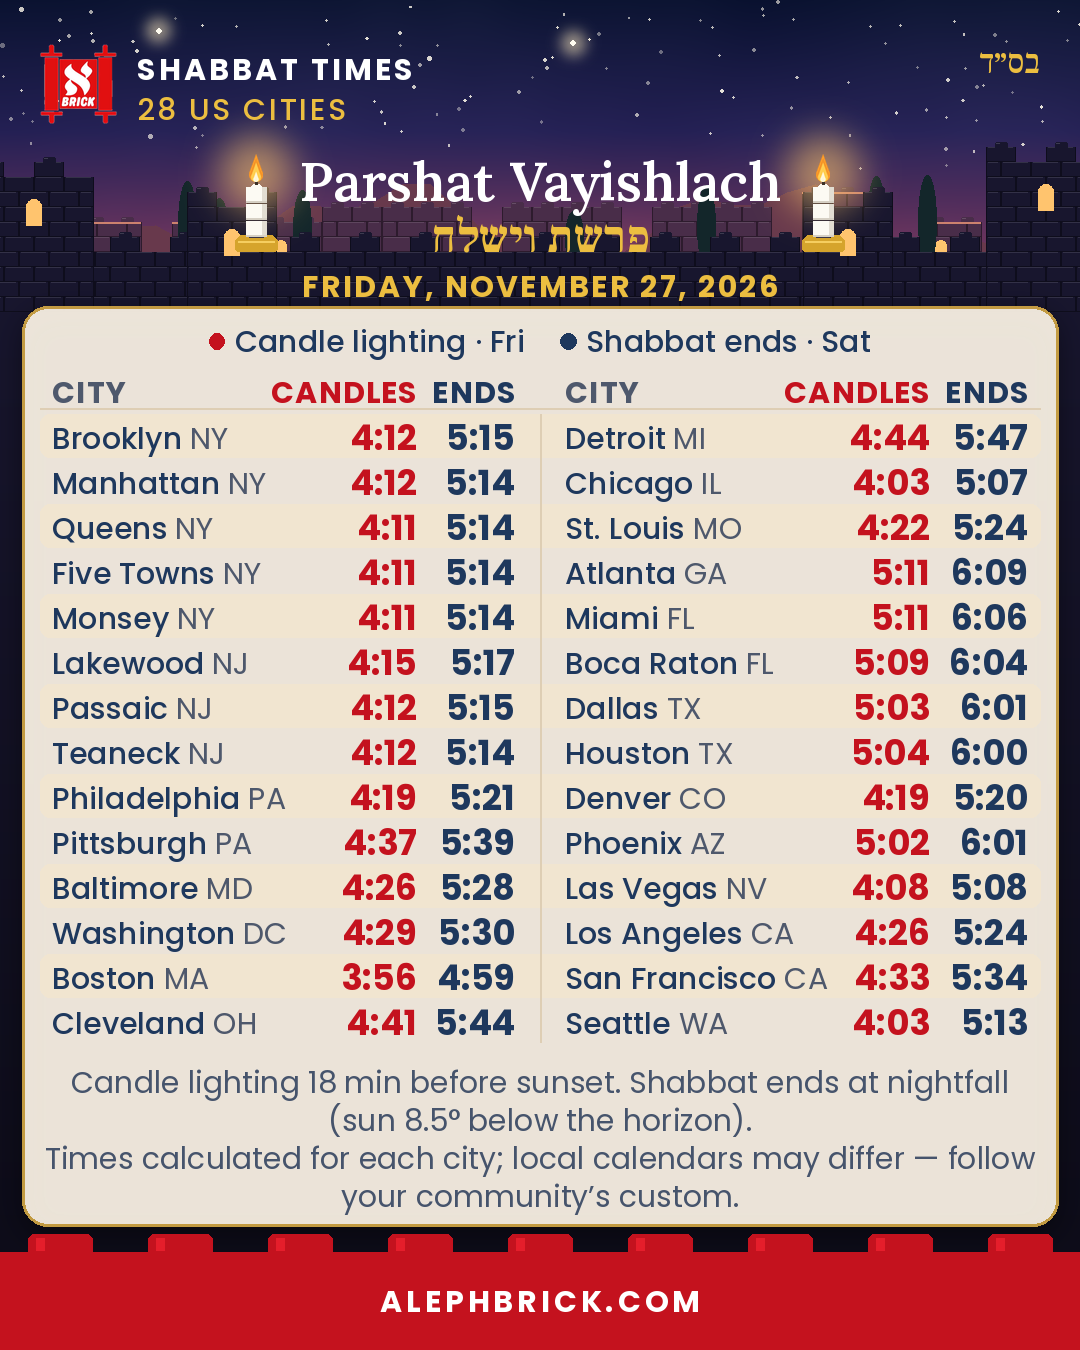 SHABBAT TIMES
28 US CITIES
בס״ד
BRICK
Parshat Vayishlach
פרשת וישלח
FRIDAY, NOVEMBER 27, 2026
Candle lighting · Fri Shabbat ends · Sat
CITY CANDLES ENDS CITY CANDLES ENDS
Brooklyn NY 4:12 5:15 Detroit MI 4:44 5:47
Manhattan NY 4:12 5:14 Chicago IL 4:03 5:07
Queens NY 4:11 5:14 St. Louis MO 4:22 5:24
Five Towns NY 4:11 5:14 Atlanta GA 5:11 6:09
Monsey NY 4:11 5:14 Miami FL 5:11 6:06
Lakewood NJ 4:15 5:17 Boca Raton FL 5:09 6:04
Passaic NJ 4:12 5:15 Dallas TX 5:03 6:01
Teaneck NJ 4:12 5:14 Houston TX 5:04 6:00
Philadelphia PA 4:19 5:21 Denver CO 4:19 5:20
Pittsburgh PA 4:37 5:39 Phoenix AZ 5:02 6:01
Baltimore MD 4:26 5:28 Las Vegas NV 4:08 5:08
Washington DC 4:29 5:30 Los Angeles CA 4:26 5:24
Boston MA 3:56 4:59 San Francisco CA 4:33 5:34
Cleveland OH 4:41 5:44 Seattle WA 4:03 5:13
Candle lighting 18 min before sunset. Shabbat ends at nightfall
(sun 8.5° below the horizon).
Times calculated for each city; local calendars may differ — follow
your community’s custom.
ALEPHBRICK.COM